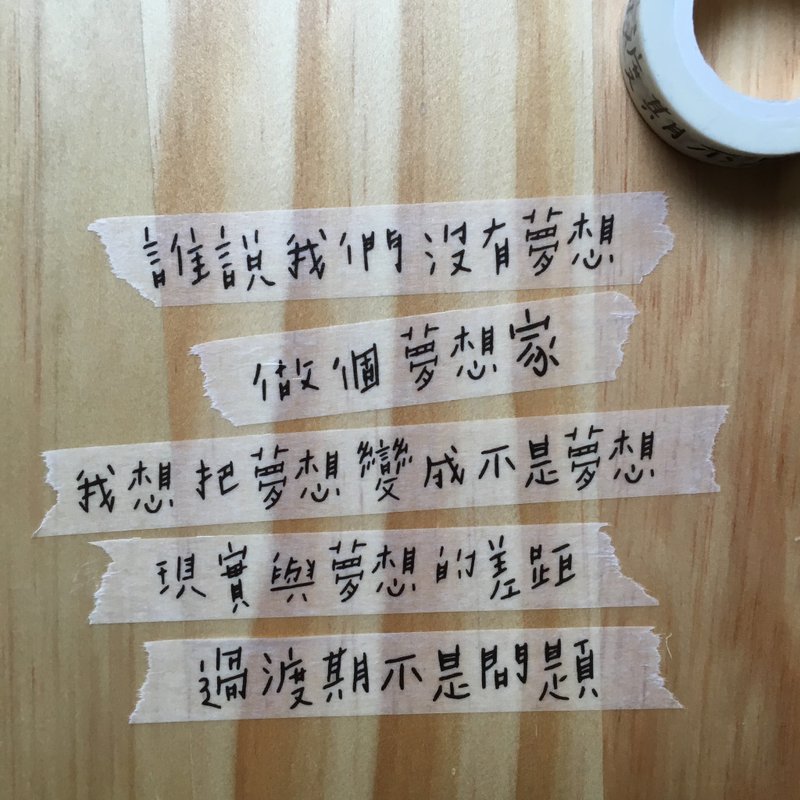 誰說我們沒有夢想
做個夢想家
我想把夢想變成不是夢想
現實與夢想的差距
過渡期不是問題